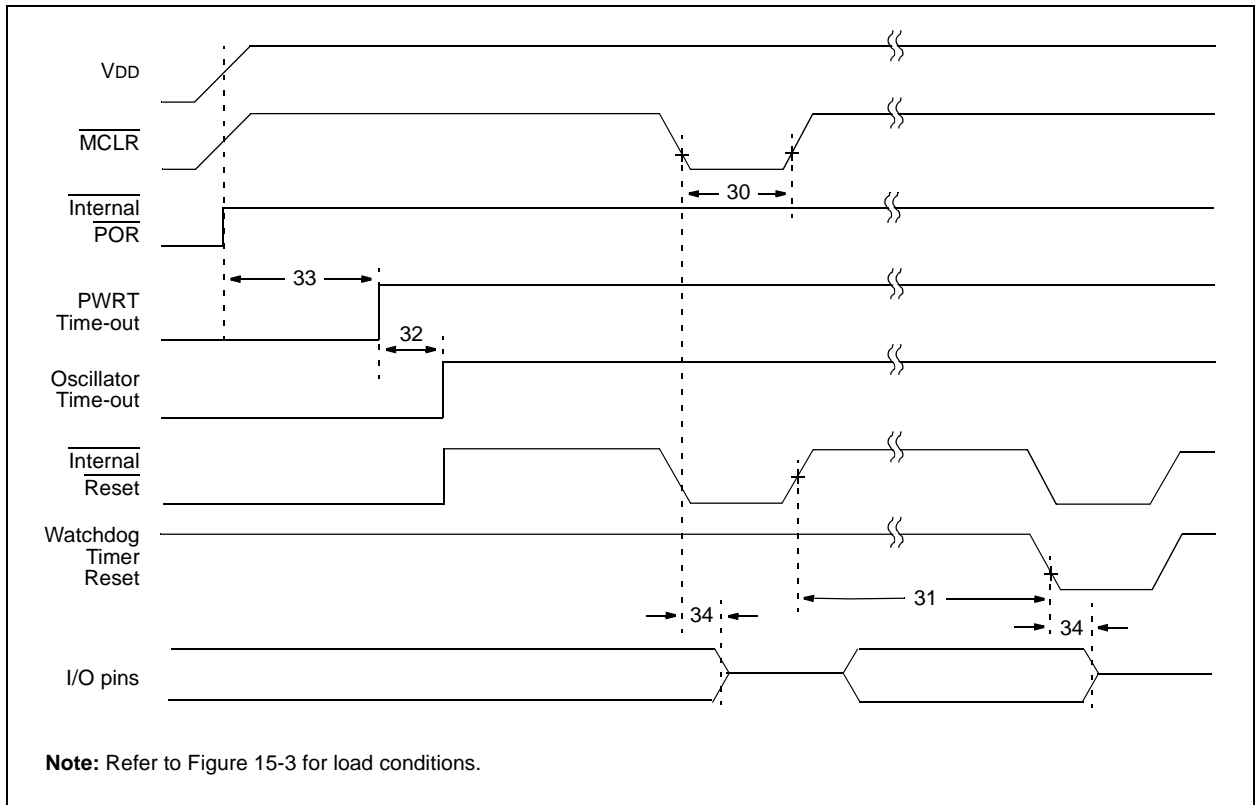 VDD
MCLR
30
Internal
POR
33
PWRT
Time-out
32
Oscillator
Time-out
Internal
Reset
Watchdog
Timer
Reset
31
34
34
I/O pins
Note: Refer to Figure 15-3 for load conditions.